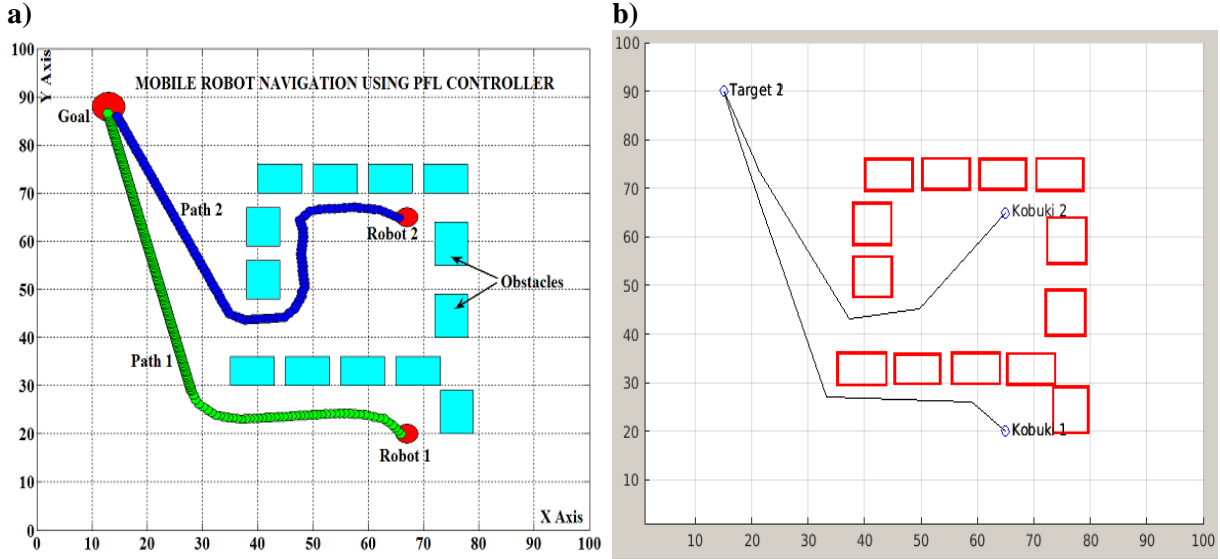 a)
100
90
80
70
60
50
40
30
20
10
0
Y Axis
MOBILE ROBOT NAVIGATION USING PFL CONTROLLER
Goal
Path 2
Robot 2
Obstacles
Path 1
Robot 1
X Axis
0 10 20 30 40 50 60 70 80 90 100
b)
100
90
80
70
60
50
40
30
20
10
Target
Kobuki 2
Kobuki 1
10 20 30 40 50 60 70 80 90 100